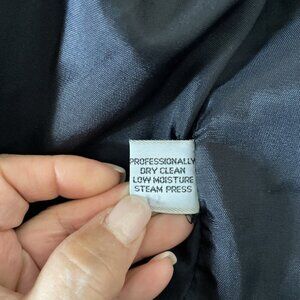 PROFESSIONALLY
DRY CLEAN
LOW MOISTURE
STEAM PRESS